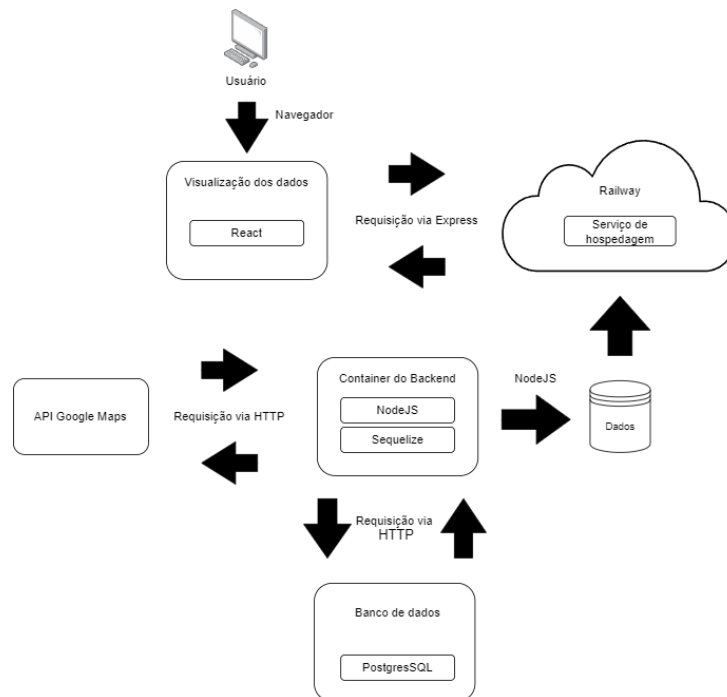 Usuário
Navegador
Visualização dos dados
React
Requisição via Express
Railway
Serviço de
hospedagem
API Google Maps
Requisição via HTTP
Container do Backend
NodeJS
Sequelize
NodeJS
Dados
Requisição via
HTTP
Banco de dados
PostgresSQL